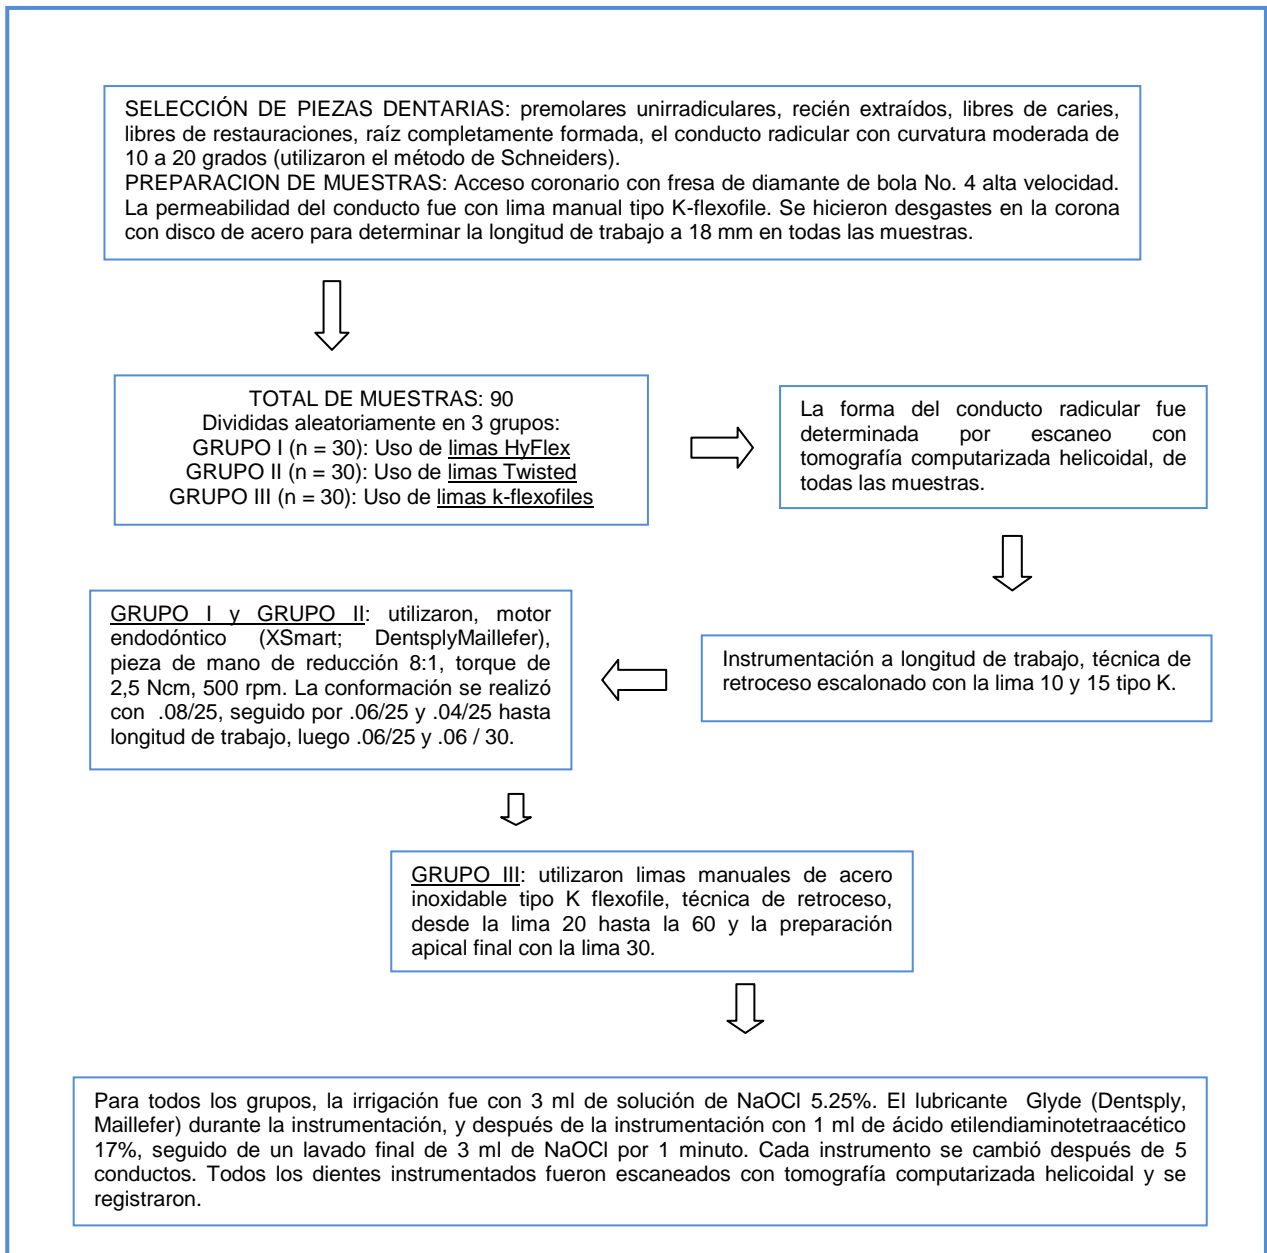 SELECCIÓN DE PIEZAS DENTARIAS: premolares unirradiculares, recién extraídos, libres de caries,
libres de restauraciones, raíz completamente formada, el conducto radicular con curvatura moderada de
10 a 20 grados (utilizaron el método de Schneiders).
PREPARACION DE MUESTRAS: Acceso coronario con fresa de diamante de bola No. 4 alta velocidad.
La permeabilidad del conducto fue con lima manual tipo K-flexofile. Se hicieron desgastes en la corona
con disco de acero para determinar la longitud de trabajo a 18 mm en todas las muestras.
TOTAL DE MUESTRAS: 90
Divididas aleatoriamente en 3 grupos:
GRUPO I (n = 30): Uso de limas HyFlex
GRUPO II (n = 30): Uso de limas Twisted
GRUPO III (n = 30): Uso de limas k-flexofiles
La forma del conducto radicular fue
determinada por escaneo con
tomografía computarizada helicoidal, de
todas las muestras.
Instrumentación a longitud de trabajo, técnica de
retroceso escalonado con la lima 10 y 15 tipo K.
GRUPO I y GRUPO II: utilizaron, motor
endodóntico (XSmart; DentsplyMaillefer),
pieza de mano de reducción 8:1, torque de
2,5 Ncm, 500 rpm. La conformación se realizó
con .08/25, seguido por .06/25 y .04/25 hasta
longitud de trabajo, luego .06/25 y .06 / 30.
GRUPO III: utilizaron limas manuales de acero
inoxidable tipo K flexofile, técnica de retroceso,
desde la lima 20 hasta la 60 y la preparación
apical final con la lima 30.
Para todos los grupos, la irrigación fue con 3 ml de solución de NaOCl 5.25%. El lubricante Glyde (Dentsply,
Maillefer) durante la instrumentación, y después de la instrumentación con 1 ml de ácido etilendiaminotetraacético
17%, seguido de un lavado final de 3 ml de NaOCl por 1 minuto. Cada instrumento se cambió después de 5
conductos. Todos los dientes instrumentados fueron escaneados con tomografía computarizada helicoidal y se
registraron.